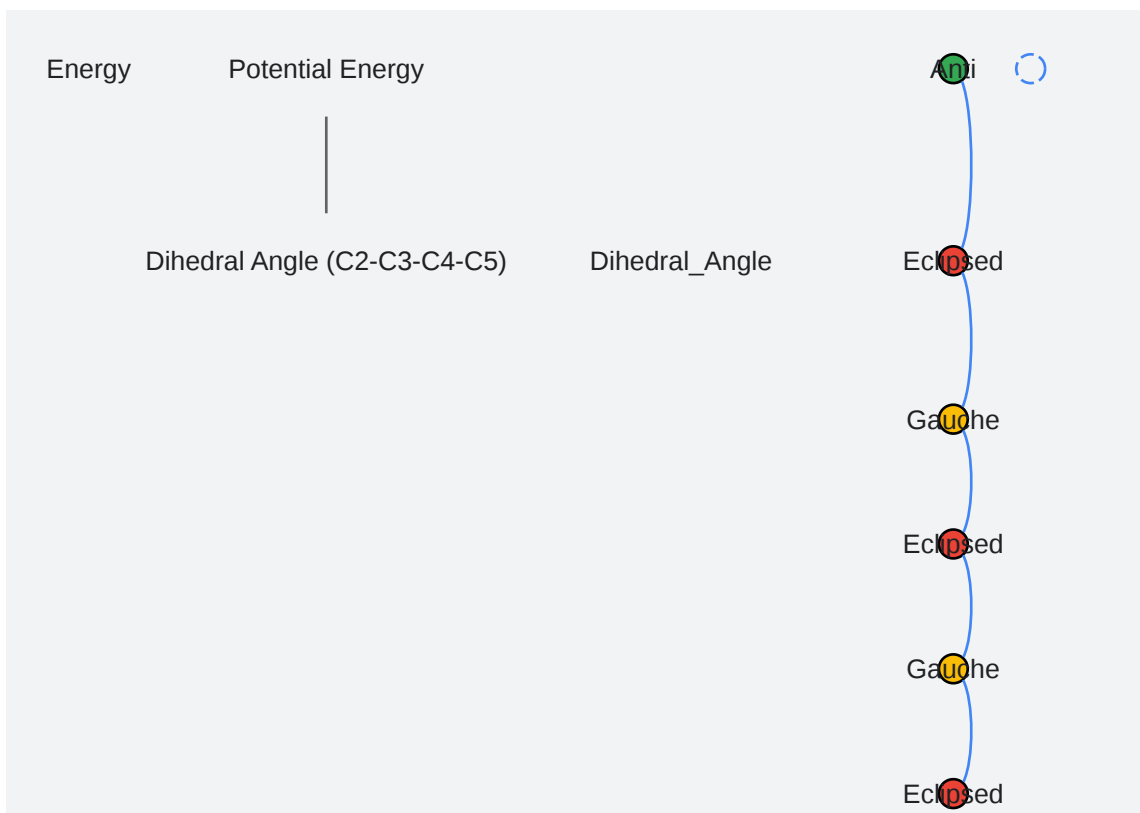 Energy
Potential Energy
Anti
Dihedral Angle (C2-C3-C4-C5)
Dihedral_Angle
Eclipsed
Gauche
Eclipsed
Gauche
Eclipsed